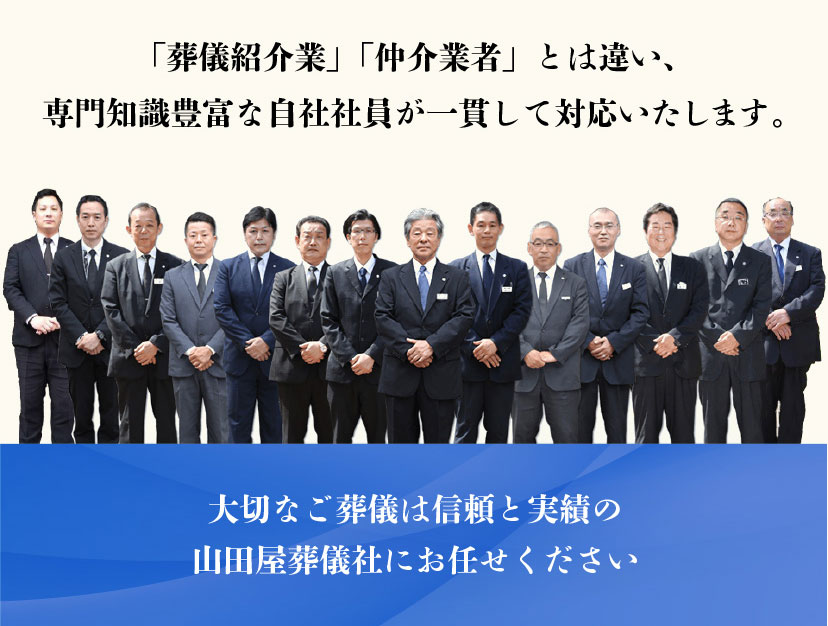 「葬儀紹介業」「仲介業者」とは違い、
専門知識豊富な自社社員が一貫して対応いたします。
大切なご葬儀は信頼と実績の
山田屋葬儀社にお任せください